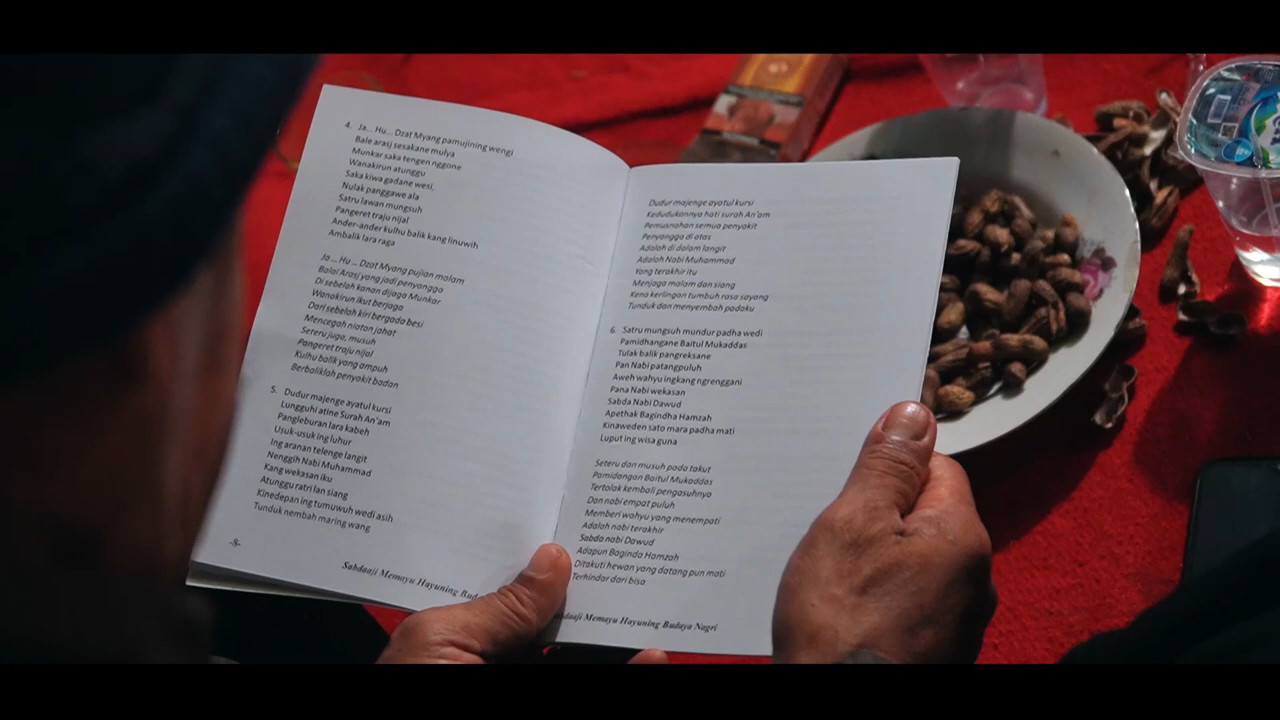 4. Ja... Hu... Dzat Myang pamujining wengi
Bale arasj sesakane mulya
Munkar saka tengen nggone
Wanakirun atunggu
Saka kiwa gadane wesi,
Nulak panggawe ala
Satru lawan mungsuh
Pangeret traju nijal
Ander-ander kulhu balik kang linuwih
Ambalik lara raga
Ja ... Hu ... Dzat Myang pujian malam
Balai Arasj yang jadi penyangga
Di sebelah kanan dijaga Munkar
Wanakirun ikut berjaga
Dari sebelah kiri bergada besi
Mencegah niatan jahat
Seteru juga, musuh
Pangeret traju nijal
Kulhu balik yang ampuh
Berbaliklah penyakit badan
5. Dudur majenge ayatul kursi
Lungguhi atine Surah An'am
Pangleburan lara kabeh
Usuk-usuk ing luhur
Ing aranan telenge langit
Nenggih Nabi Muhammad
Kang wekasan iku
Atunggu ratri lan siang
Kinedepan ing tumuwuh wedi asih
Tunduk nembah maring wang
-8-
Sabdaaji Memayu Hayuning
Dudur majenge ayatul kursi
Kedudukannya hati surah An'am
Pemusnahan semua penyakit
Penyangga di atas
Adalah di dalam langit
Adalah Nabi Muhammad
Yang terakhir itu
Menjaga malam dan siang
Kena kerlingan tumbuh rasa sayang
Tunduk dan menyembah padaku
6. Satru mungsuh mundur padha wedi
Pamidhangane Baitul Mukaddas
Tulak balik pangreksane
Pan Nabi patangpuluh
Aweh wahyu ingkang ngrenggani
Pana Nabi wekasan
Sabda Nabi Dawud
Apethak Bagindha Hamzah
Kinaweden sato mara padha mati
Luput ing wisa guna
Seteru dan musuh pada takut
Pamidangan Baitul Mukaddas
Tertolak kembali pengasuhnya
Dan nabi empat puluh
Memberi wahyu yang menempati
Adalah nabi terakhir
Sabda nabi Dawud
Adapun Baginda Hamzah
Ditakuti hewan yang datang pun mati
Terhindar dari bisa
Memayu Hayuning Budaya Nagri